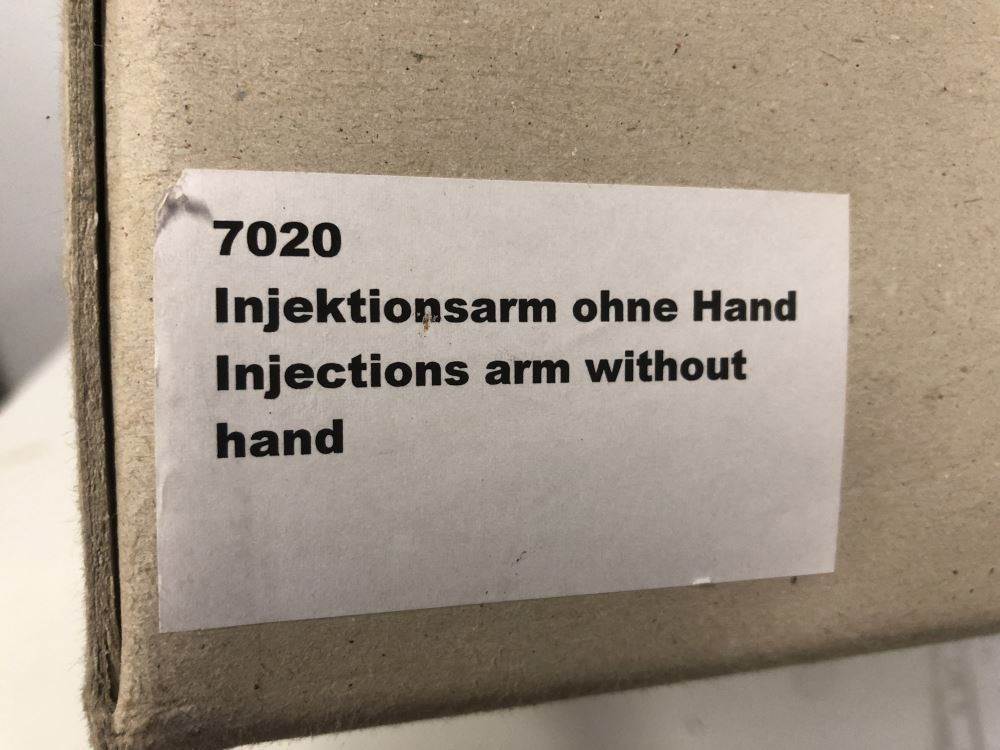 7020
Injektionsarm ohne Hand
Injections arm without
hand